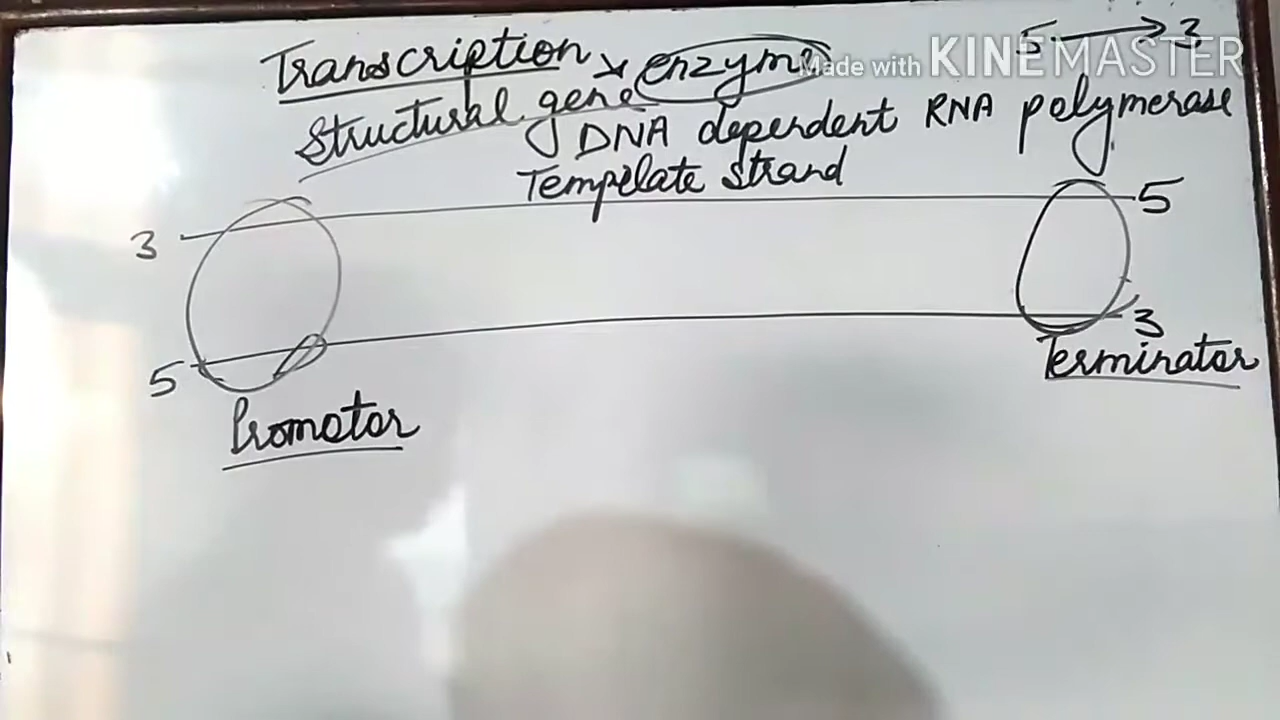 Transcription enzyme 5 → 3
Made with KINEMASTER
Structural gene
DNA dependent RNA polymerase
Tempelate strand
3 5
5 3
Terminator
Promotor